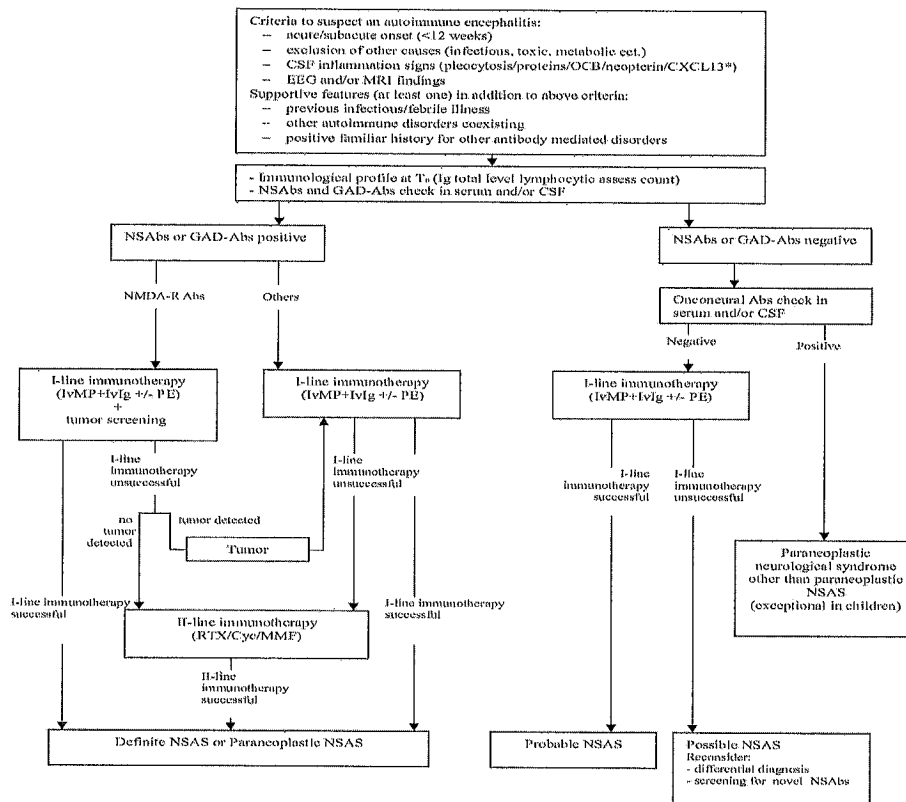 Criteria to suspect an autoimmune encephalitis:
– acute/subacute onset (<12 weeks)
– exclusion of other causes (infectious, toxic, metabolic ect.)
– CSF inflammation signs (pleocytosis/proteins/OCB/neopterin/CXCL13*)
– EEG and/or MRI findings
Supportive features (at least one) in addition to above criteria:
– previous infectious/febrile illness
– other autoimmune disorders coexisting
– positive familiar history for other antibody mediated disorders
- Immunological profile at T₀ (Ig total level lymphocytic assess count)
- NSAbs and GAD-Abs check in serum and/or CSF
NSAbs or GAD-Abs positive
NSAbs or GAD-Abs negative
NMDA-R Abs
Others
Onconeural Abs check in
serum and/or CSF
Negative
Positive
I-line immunotherapy
(IvMP+IvIg +/- PE)
+
tumor screening
I-line immunotherapy
(IvMP+IvIg +/- PE)
I-line immunotherapy
(IvMP+IvIg +/- PE)
I-line
immunotherapy
unsuccessful
I-line
immunotherapy
unsuccessful
I-line
immunotherapy
successful
I-line
immunotherapy
unsuccessful
no
tumor
detected
tumor detected
Tumor
Paraneoplastic
neurological syndrome
other than paraneoplastic
NSAS
(exceptional in children)
I-line immunotherapy
successful
I-line immunotherapy
successful
II-line immunotherapy
(RTX/Cyc/MMF)
II-line
immunotherapy
successful
Definite NSAS or Paraneoplastic NSAS
Probable NSAS
Possible NSAS
Reconsider:
- differential diagnosis
- screening for novel NSAbs